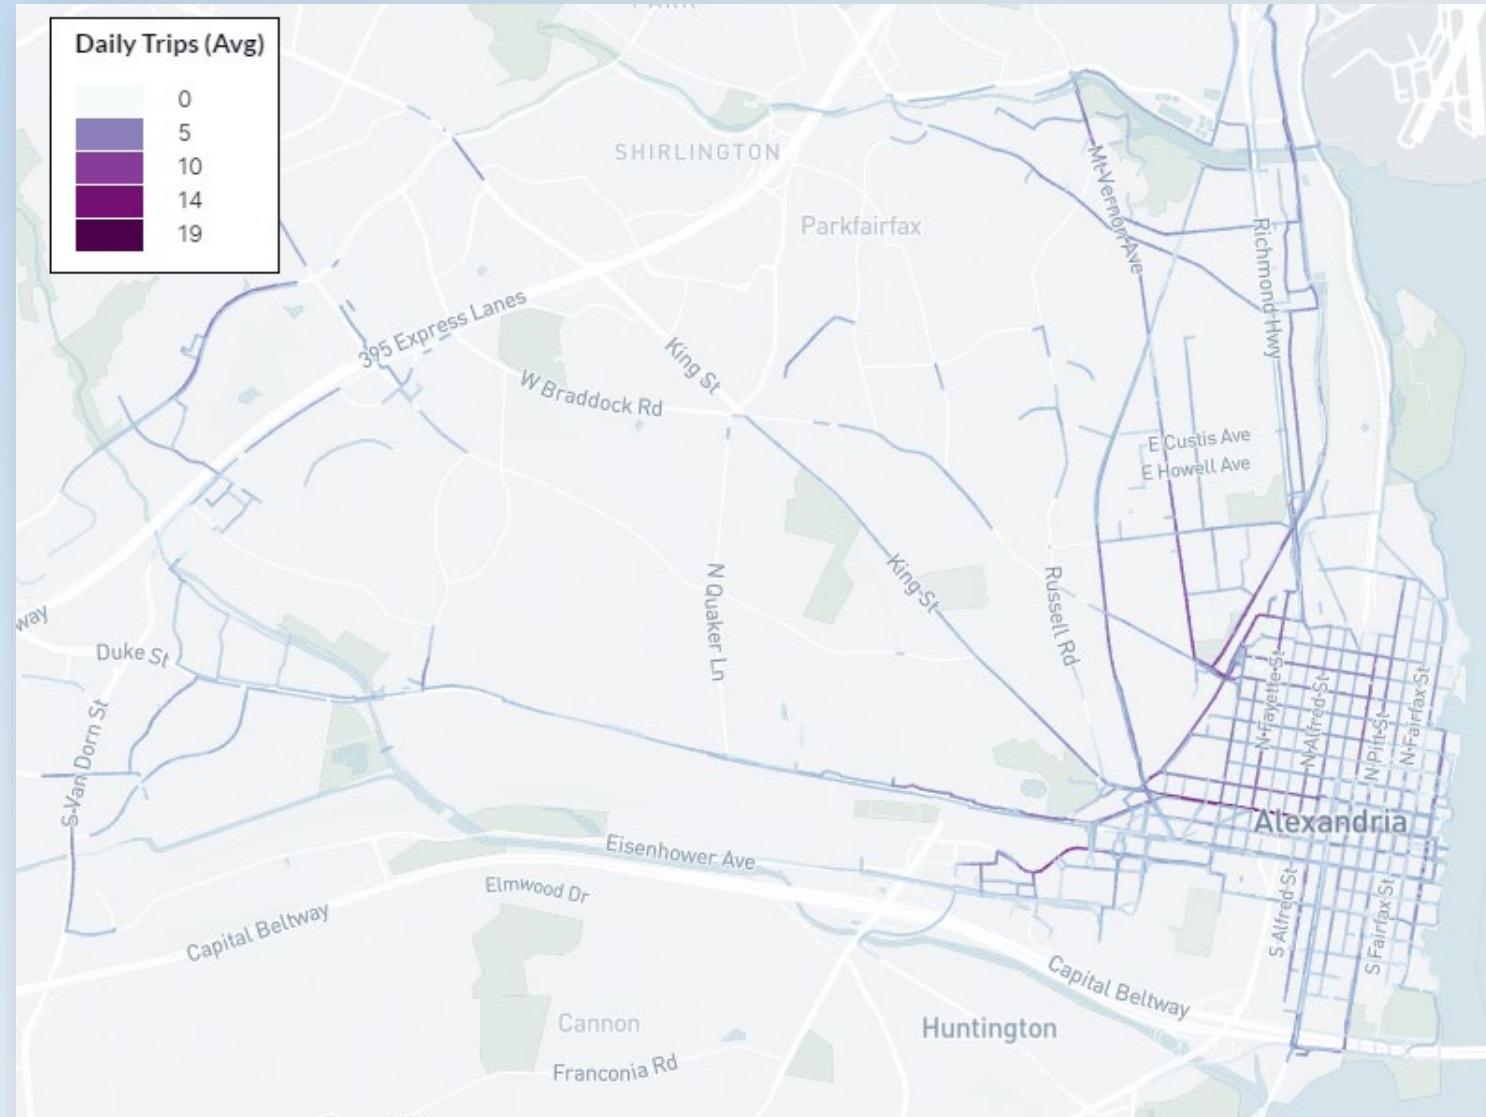 Daily Trips (Avg)
0
5
10
14
19
PARK
SHIRLINGTON
Parkfairfax
Mt-Vernon-Ave
Richmond-Hwy
395 Express Lanes
King St
W Braddock Rd
E Custis Ave
E Howell Ave
King-St
N Quaker Ln
Russell Rd
way
Duke St
S-Van Dorn St
N-Fayette-St
N-Alfred-St
N-Pitt-St
N-Fairfax-St
Alexandria
Eisenhower Ave
Elmwood Dr
Capital Beltway
S-Alfred-St
S-Fairfax-St
Capital Beltway
Cannon
Huntington
Franconia Rd